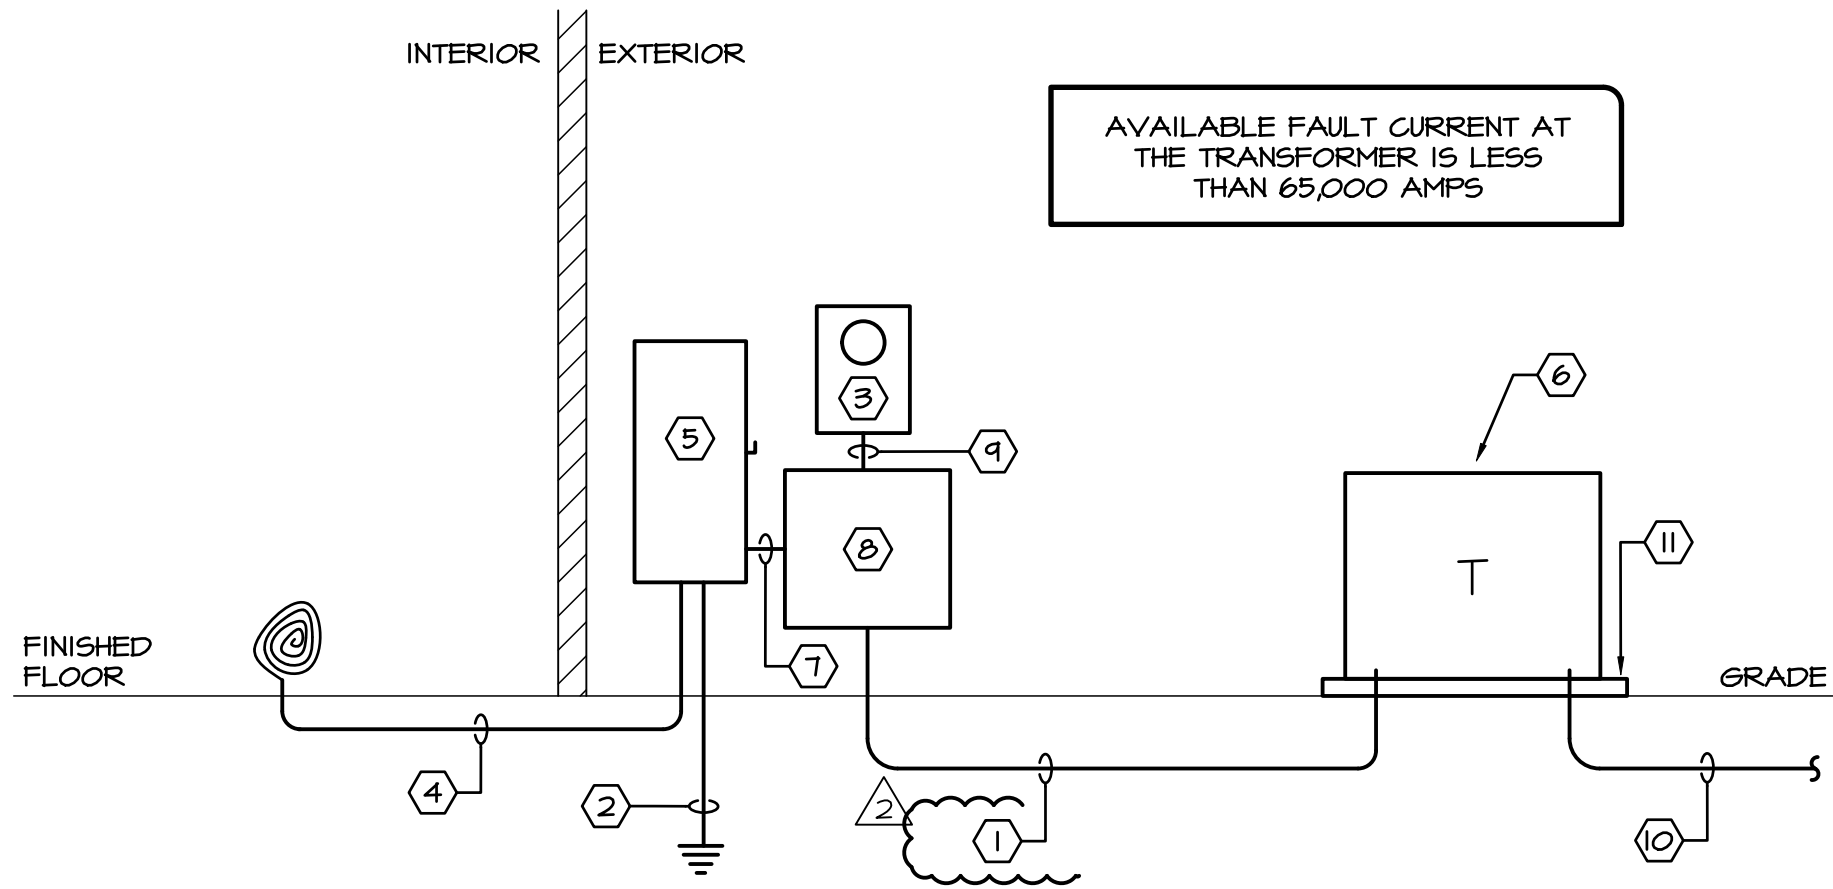 INTERIOR
EXTERIOR
AVAILABLE FAULT CURRENT AT
THE TRANSFORMER IS LESS
THAN 65,000 AMPS
3
6
5
9
8
11
T
7
FINISHED
FLOOR
GRADE
4
2
2
1
10